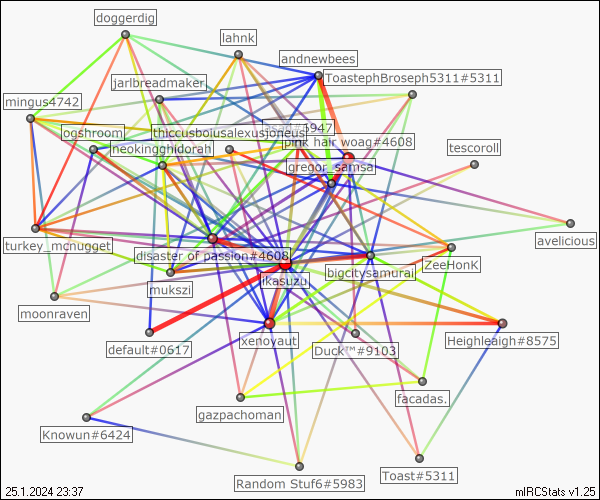 doggerdig
lahnk
andnewbees
jarlbreadmaker
ToastephBroseph5311#5311
mingus4742
ogshroom
thiccusboiusalexusjoneusi
#5947
pink hair woag#4608
neokingghidorah
tescoroll
gregor_samsa
turkey_mcnugget
avelicious
disaster of passion#4608
ZeeHonK
bigcitysamurai
mukszi
ikasuzu
moonraven
default#0617
xenoyaut
Duck™#9103
Heighleaigh#8575
facadas.
gazpachoman
Knowun#6424
Random Stuf6#5983
Toast#5311
25.1.2024 23:37
mIRCStats v1.25